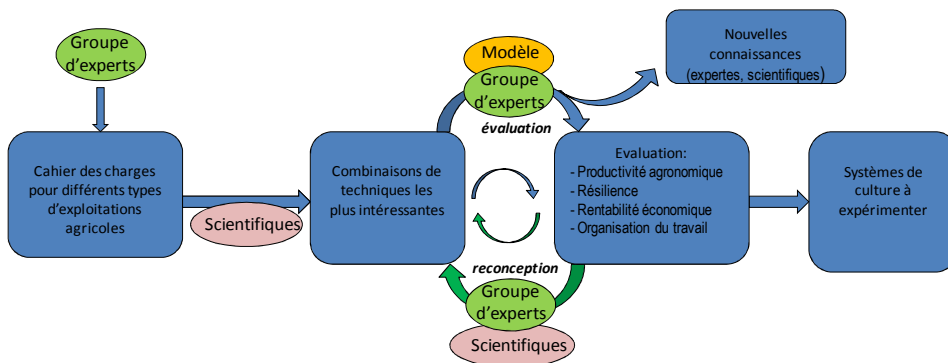 Groupe
d'experts
Cahier des charges
pour différents types
d'exploitations
agricoles
Scientifiques
Combinaisons de
techniques les
plus intéressantes
Modèle
Groupe
d'experts
évaluation
Nouvelles
connaissances
(expertes, scientifiques)
Evaluation:
- Productivité agronomique
- Résilience
- Rentabilité économique
- Organisation du travail
reconception
Groupe
d'experts
Scientifiques
Systèmes de
culture à
expérimenter